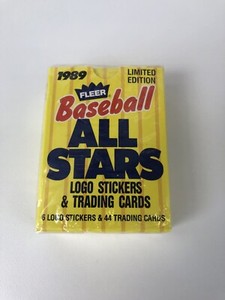 1989
LIMITED
EDITION
FLEER
Baseball
ALL
STARS
LOGO STICKERS
& TRADING CARDS
6 LOGO STICKERS & 44 TRADING CARDS